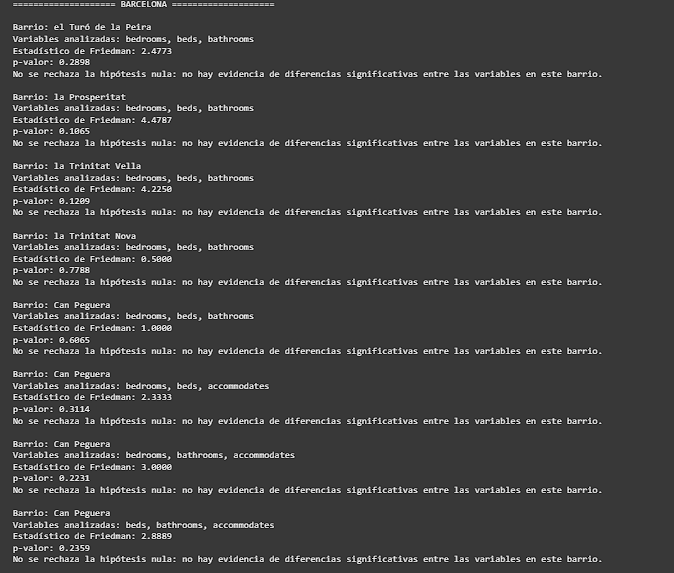 ==================== BARCELONA ====================
Barrio: el Turó de la Peira
Variables analizadas: bedrooms, beds, bathrooms
Estadístico de Friedman: 2.4773
p-valor: 0.2898
No se rechaza la hipótesis nula: no hay evidencia de diferencias significativas entre las variables en este barrio.
Barrio: la Prosperitat
Variables analizadas: bedrooms, beds, bathrooms
Estadístico de Friedman: 4.4787
p-valor: 0.1065
No se rechaza la hipótesis nula: no hay evidencia de diferencias significativas entre las variables en este barrio.
Barrio: la Trinitat Vella
Variables analizadas: bedrooms, beds, bathrooms
Estadístico de Friedman: 4.2250
p-valor: 0.1209
No se rechaza la hipótesis nula: no hay evidencia de diferencias significativas entre las variables en este barrio.
Barrio: la Trinitat Nova
Variables analizadas: bedrooms, beds, bathrooms
Estadístico de Friedman: 0.5000
p-valor: 0.7788
No se rechaza la hipótesis nula: no hay evidencia de diferencias significativas entre las variables en este barrio.
Barrio: Can Peguera
Variables analizadas: bedrooms, beds, bathrooms
Estadístico de Friedman: 1.0000
p-valor: 0.6065
No se rechaza la hipótesis nula: no hay evidencia de diferencias significativas entre las variables en este barrio.
Barrio: Can Peguera
Variables analizadas: bedrooms, beds, accommodates
Estadístico de Friedman: 2.3333
p-valor: 0.3114
No se rechaza la hipótesis nula: no hay evidencia de diferencias significativas entre las variables en este barrio.
Barrio: Can Peguera
Variables analizadas: bedrooms, bathrooms, accommodates
Estadístico de Friedman: 3.0000
p-valor: 0.2231
No se rechaza la hipótesis nula: no hay evidencia de diferencias significativas entre las variables en este barrio.
Barrio: Can Peguera
Variables analizadas: beds, bathrooms, accommodates
Estadístico de Friedman: 2.8889
p-valor: 0.2359
No se rechaza la hipótesis nula: no hay evidencia de diferencias significativas entre las variables en este barrio.